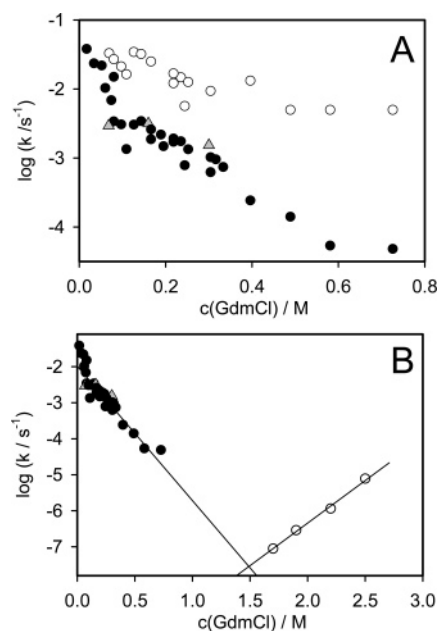 A
-1
-2
-3
-4
log (k /s⁻¹)
0.0 0.2 0.4 0.6 0.8
c(GdmCl) / M
B
-2
-3
-4
-5
-6
-7
log (k / s⁻¹)
0.0 0.5 1.0 1.5 2.0 2.5 3.0
c(GdmCl) / M